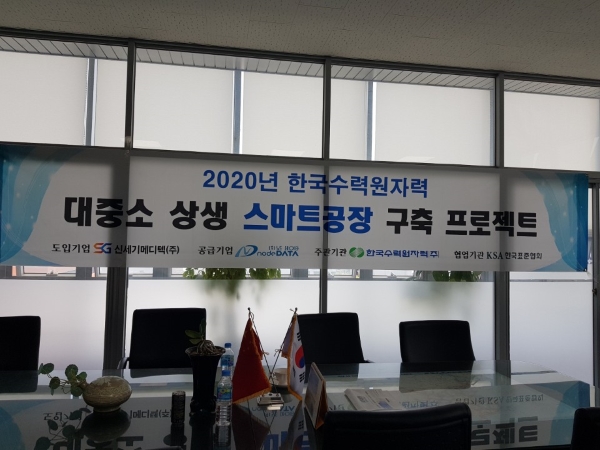 2020년 한국수력원자력
대중소 상생 스마트공장 구축 프로젝트
도입기업 SG 신세기메디텍(주) 공급기업 nodeDATA 주관기관 한국수력원자력(주) 협업기관 KSA 한국표준협회